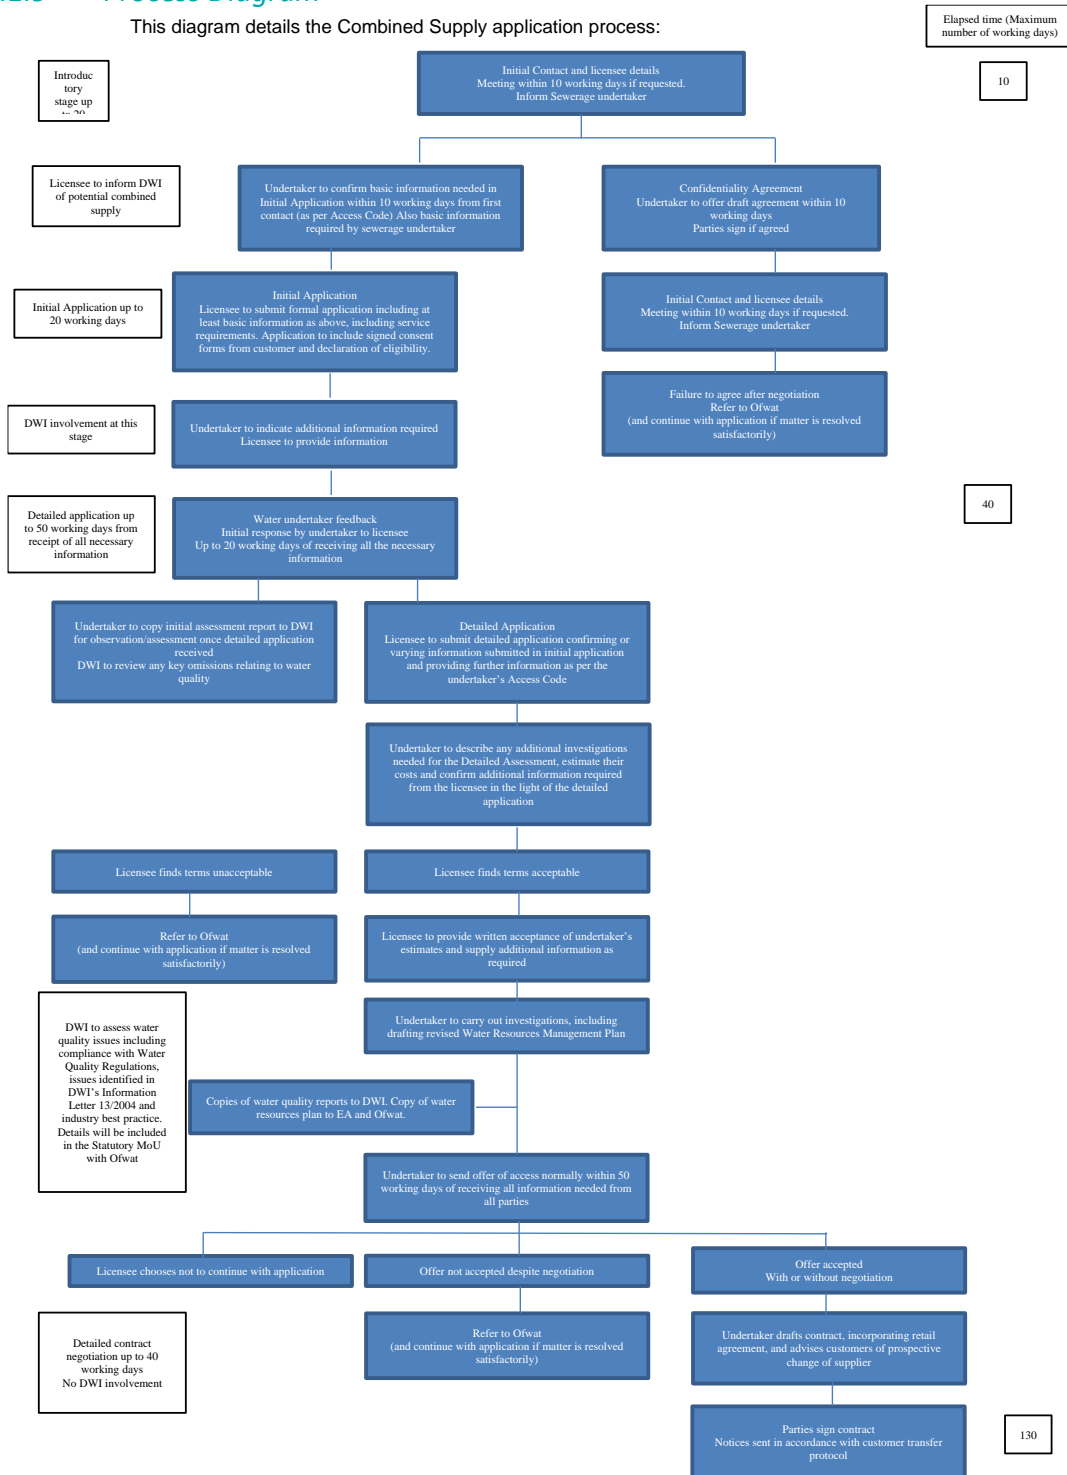 Process Diagram
This diagram details the Combined Supply application process:
Elapsed time (Maximum
number of working days)
Introduc
tory
stage up
to 20
Initial Contact and licensee details
Meeting within 10 working days if requested.
Inform Sewerage undertaker
10
Licensee to inform DWI
of potential combined
supply
Undertaker to confirm basic information needed in
Initial Application within 10 working days from first
contact (as per Access Code) Also basic information
required by sewerage undertaker
Confidentiality Agreement
Undertaker to offer draft agreement within 10
working days
Parties sign if agreed
Initial Application up to
20 working days
Initial Application
Licensee to submit formal application including at
least basic information as above, including service
requirements. Application to include signed consent
forms from customer and declaration of eligibility.
Initial Contact and licensee details
Meeting within 10 working days if requested.
Inform Sewerage undertaker
DWI involvement at this
stage
Undertaker to indicate additional information required
Licensee to provide information
Failure to agree after negotiation
Refer to Ofwat
(and continue with application if matter is resolved
satisfactorily)
Detailed application up
to 50 working days from
receipt of all necessary
information
Water undertaker feedback
Initial response by undertaker to licensee
Up to 20 working days of receiving all the necessary
information
40
Undertaker to copy initial assessment report to DWI
for observation/assessment once detailed application
received
DWI to review any key omissions relating to water
quality
Detailed Application
Licensee to submit detailed application confirming or
varying information submitted in initial application
and providing further information as per the
undertaker's Access Code
Undertaker to describe any additional investigations
needed for the Detailed Assessment, estimate their
costs and confirm additional information required
from the licensee in the light of the detailed
application
Licensee finds terms unacceptable
Licensee finds terms acceptable
Refer to Ofwat
(and continue with application if matter is resolved
satisfactorily)
Licensee to provide written acceptance of undertaker's
estimates and supply additional information as
required
DWI to assess water
quality issues including
compliance with Water
Quality Regulations,
issues identified in
DWI's Information
Letter 13/2004 and
industry best practice.
Details will be included
in the Statutory MoU
with Ofwat
Undertaker to carry out investigations, including
drafting revised Water Resources Management Plan
Copies of water quality reports to DWI. Copy of water
resources plan to EA and Ofwat.
Undertaker to send offer of access normally within 50
working days of receiving all information needed from
all parties
Licensee chooses not to continue with application
Offer not accepted despite negotiation
Offer accepted
With or without negotiation
Detailed contract
negotiation up to 40
working days
No DWI involvement
Refer to Ofwat
(and continue with application if matter is resolved
satisfactorily)
Undertaker drafts contract, incorporating retail
agreement, and advises customers of prospective
change of supplier
Parties sign contract
Notices sent in accordance with customer transfer
protocol
130